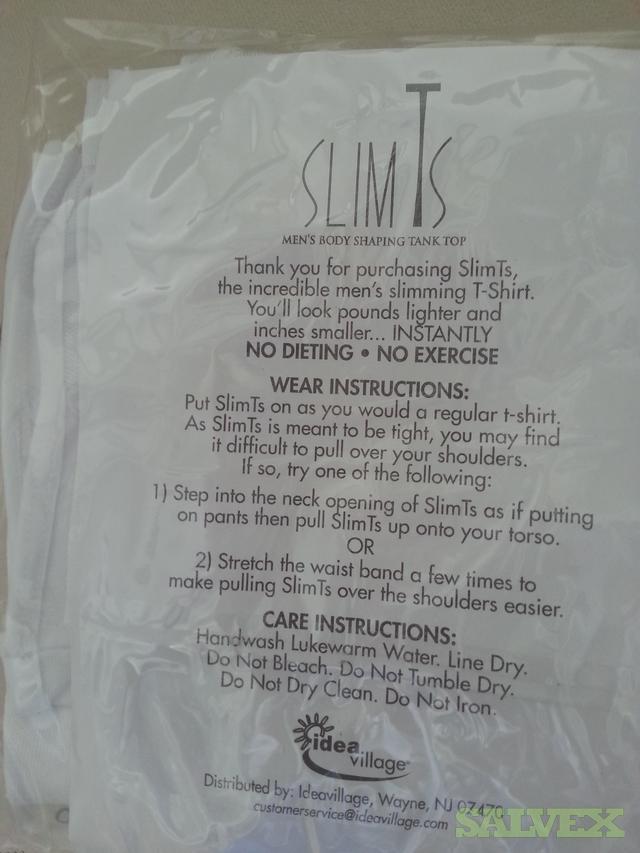 SLIMTS
MEN'S BODY SHAPING TANK TOP
Thank you for purchasing SlimTs,
the incredible men's slimming T-Shirt.
You'll look pounds lighter and
inches smaller... INSTANTLY
NO DIETING • NO EXERCISE
WEAR INSTRUCTIONS:
Put SlimTs on as you would a regular t-shirt.
As SlimTs is meant to be tight, you may find
it difficult to pull over your shoulders.
If so, try one of the following:
1) Step into the neck opening of SlimTs as if putting
on pants then pull SlimTs up onto your torso.
OR
2) Stretch the waist band a few times to
make pulling SlimTs over the shoulders easier.
CARE INSTRUCTIONS:
Handwash Lukewarm Water. Line Dry.
Do Not Bleach. Do Not Tumble Dry.
Do Not Dry Clean. Do Not Iron.
idea
village
Distributed by: Ideavillage, Wayne, NJ 07470
customerservice@ideavillage.com
SALVEX